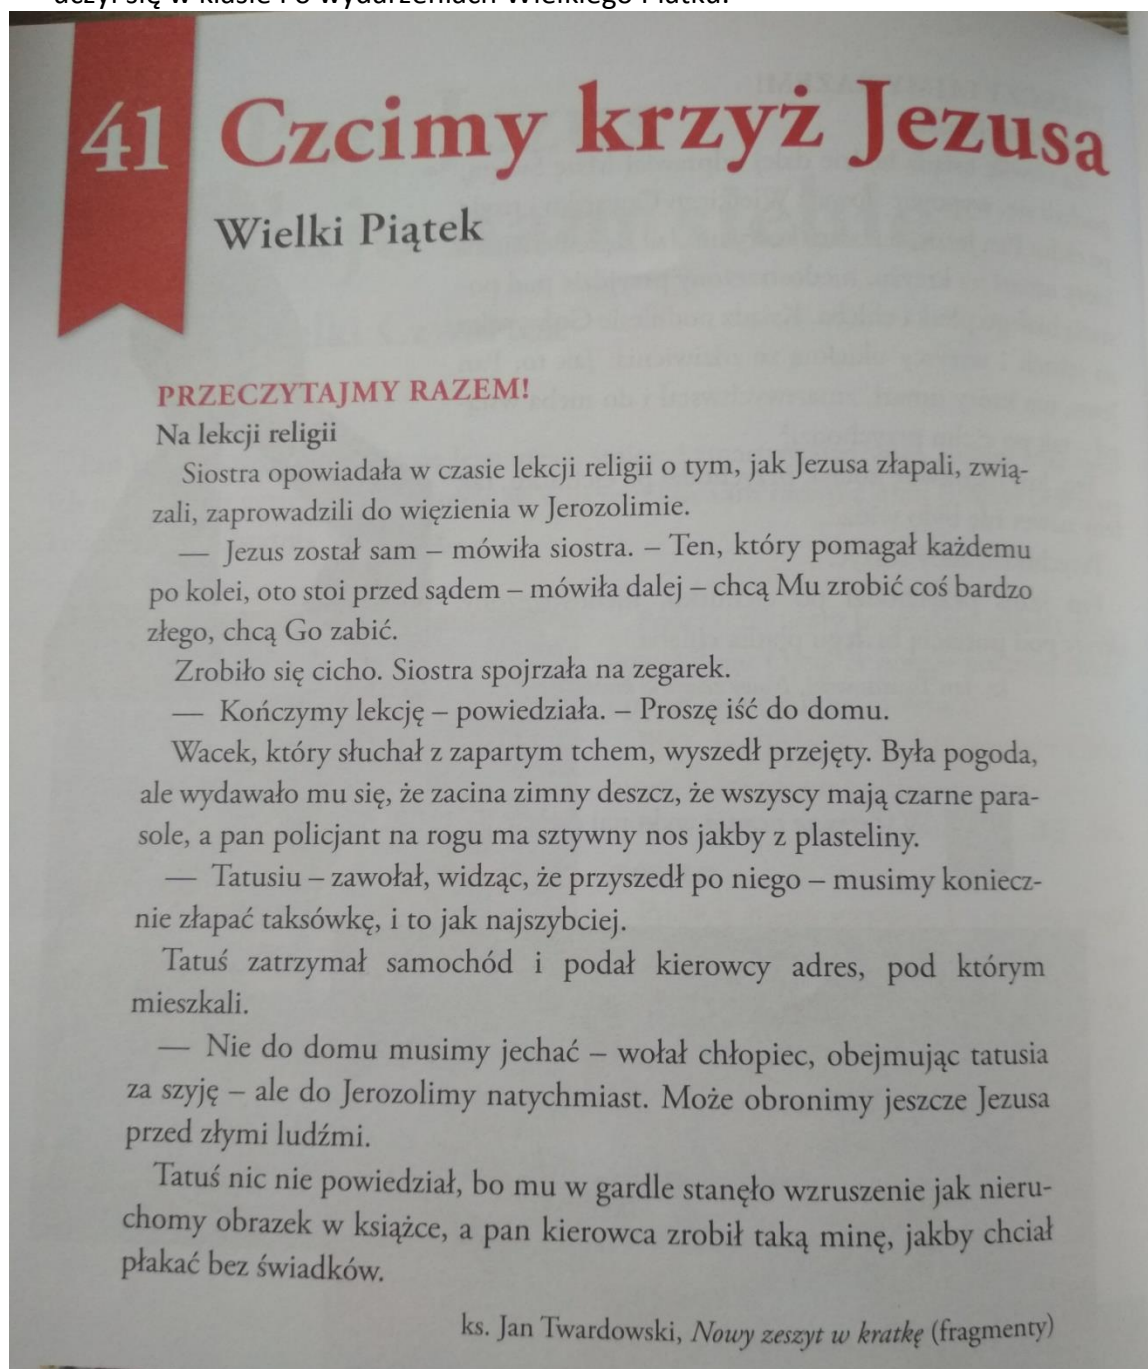 uczył się w klasie I o wydarzeniach Wielkiego Piątku.
41 Czcimy krzyż Jezusa
Wielki Piątek
PRZECZYTAJMY RAZEM!
Na lekcji religii
Siostra opowiadała w czasie lekcji religii o tym, jak Jezusa złapali, zwią-
zali, zaprowadzili do więzienia w Jerozolimie.
— Jezus został sam – mówiła siostra. – Ten, który pomagał każdemu
po kolei, oto stoi przed sądem – mówiła dalej – chcą Mu zrobić coś bardzo
złego, chcą Go zabić.
Zrobiło się cicho. Siostra spojrzała na zegarek.
— Kończymy lekcję – powiedziała. – Proszę iść do domu.
Wacek, który słuchał z zapartym tchem, wyszedł przejęty. Była pogoda,
ale wydawało mu się, że zacina zimny deszcz, że wszyscy mają czarne para-
sole, a pan policjant na rogu ma sztywny nos jakby z plasteliny.
— Tatusiu – zawołał, widząc, że przyszedł po niego – musimy koniecz-
nie złapać taksówkę, i to jak najszybciej.
Tatuś zatrzymał samochód i podał kierowcy adres, pod którym
mieszkali.
— Nie do domu musimy jechać – wołał chłopiec, obejmując tatusia
za szyję – ale do Jerozolimy natychmiast. Może obronimy jeszcze Jezusa
przed złymi ludźmi.
Tatuś nic nie powiedział, bo mu w gardle stanęło wzruszenie jak nieru-
chomy obrazek w książce, a pan kierowca zrobił taką minę, jakby chciał
płakać bez świadków.
ks. Jan Twardowski, Nowy zeszyt w kratkę (fragmenty)